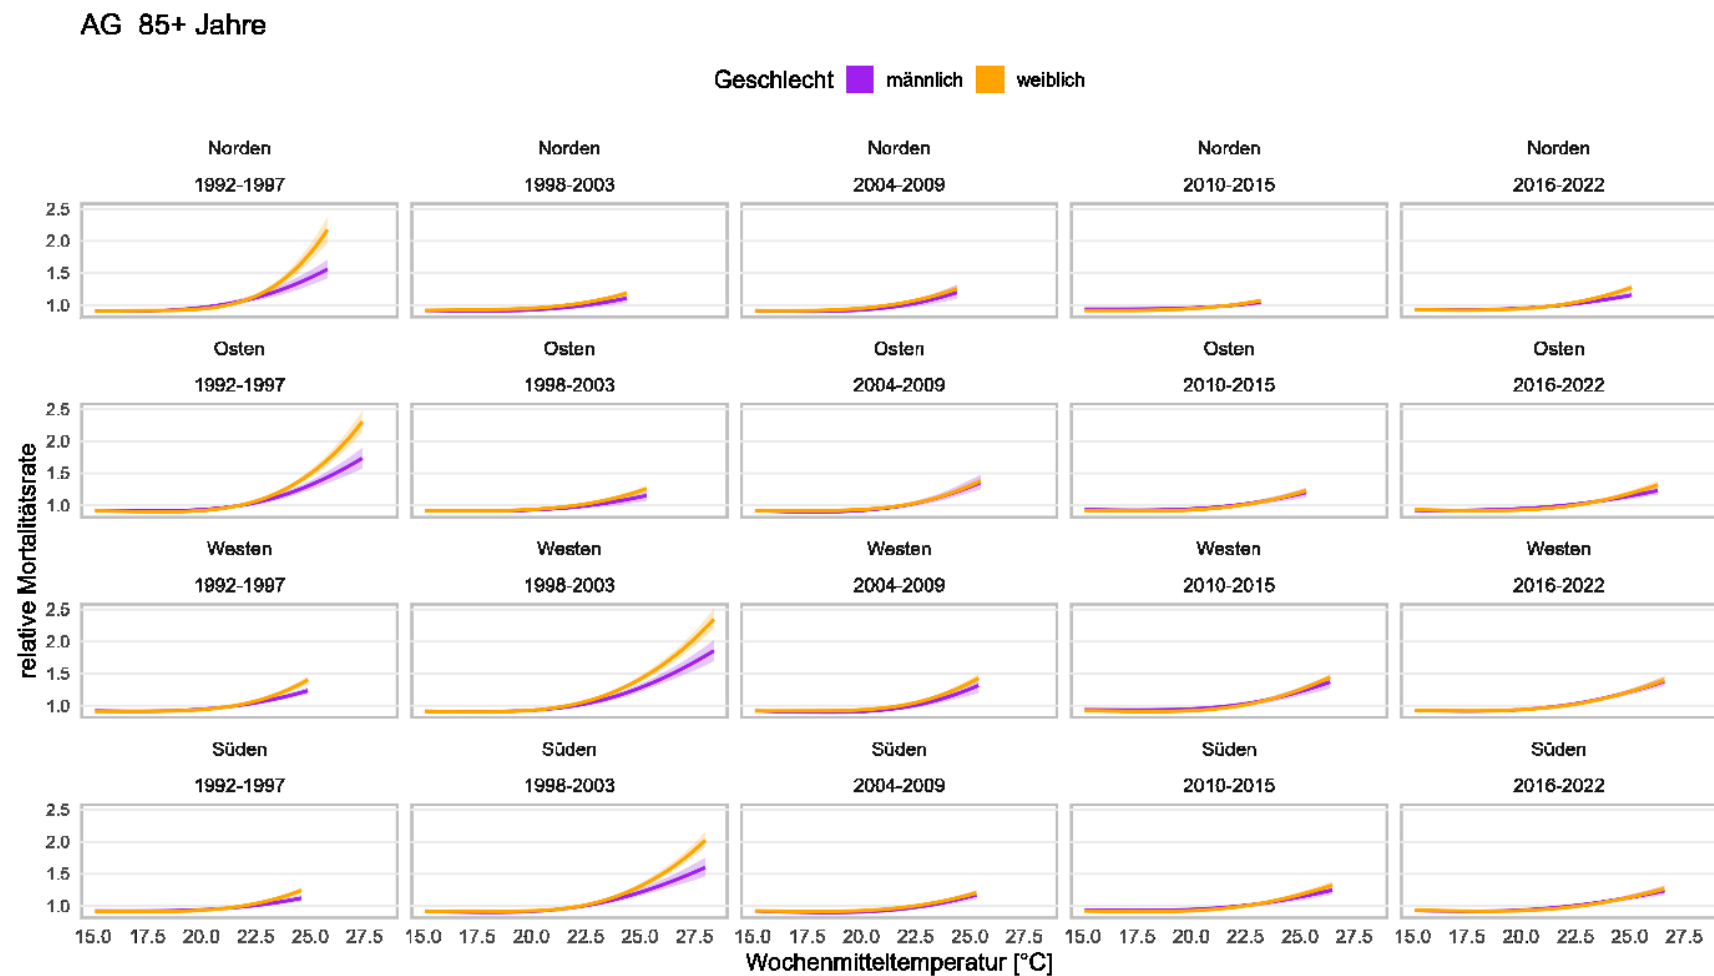 AG 85+ Jahre
Geschlecht männlich weiblich
Norden Norden Norden Norden Norden
1992-1997 1998-2003 2004-2009 2010-2015 2016-2022
2.5
2.0
1.5
1.0
Osten Osten Osten Osten Osten
1992-1997 1998-2003 2004-2009 2010-2015 2016-2022
2.5
2.0
1.5
1.0
relative Mortalitätsrate
Westen Westen Westen Westen Westen
1992-1997 1998-2003 2004-2009 2010-2015 2016-2022
2.5
2.0
1.5
1.0
Süden Süden Süden Süden Süden
1992-1997 1998-2003 2004-2009 2010-2015 2016-2022
2.5
2.0
1.5
1.0
15.0 17.5 20.0 22.5 25.0 27.5 15.0 17.5 20.0 22.5 25.0 27.5 15.0 17.5 20.0 22.5 25.0 27.5 15.0 17.5 20.0 22.5 25.0 27.5 15.0 17.5 20.0 22.5 25.0 27.5
Wochenmitteltemperatur [°C]